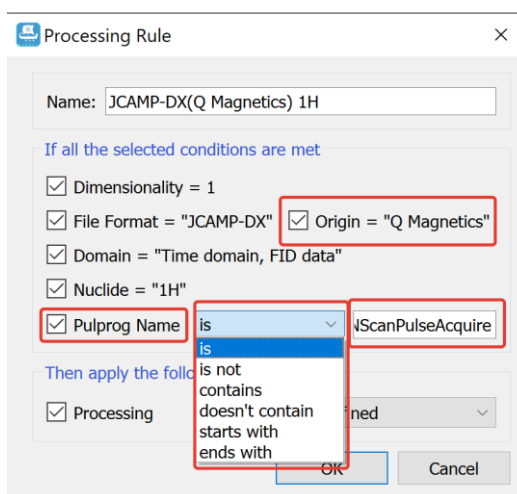 Processing Rule
Name: JCAMP-DX(Q Magnetics) 1H
If all the selected conditions are met
Dimensionality = 1
File Format = "JCAMP-DX" Origin = "Q Magnetics"
Domain = "Time domain, FID data"
Nuclide = "1H"
Pulprog Name is ScanPulseAcquire
is
is not
contains
doesn't contain
starts with
ends with
Then apply the follo
Processing ned
OK Cancel